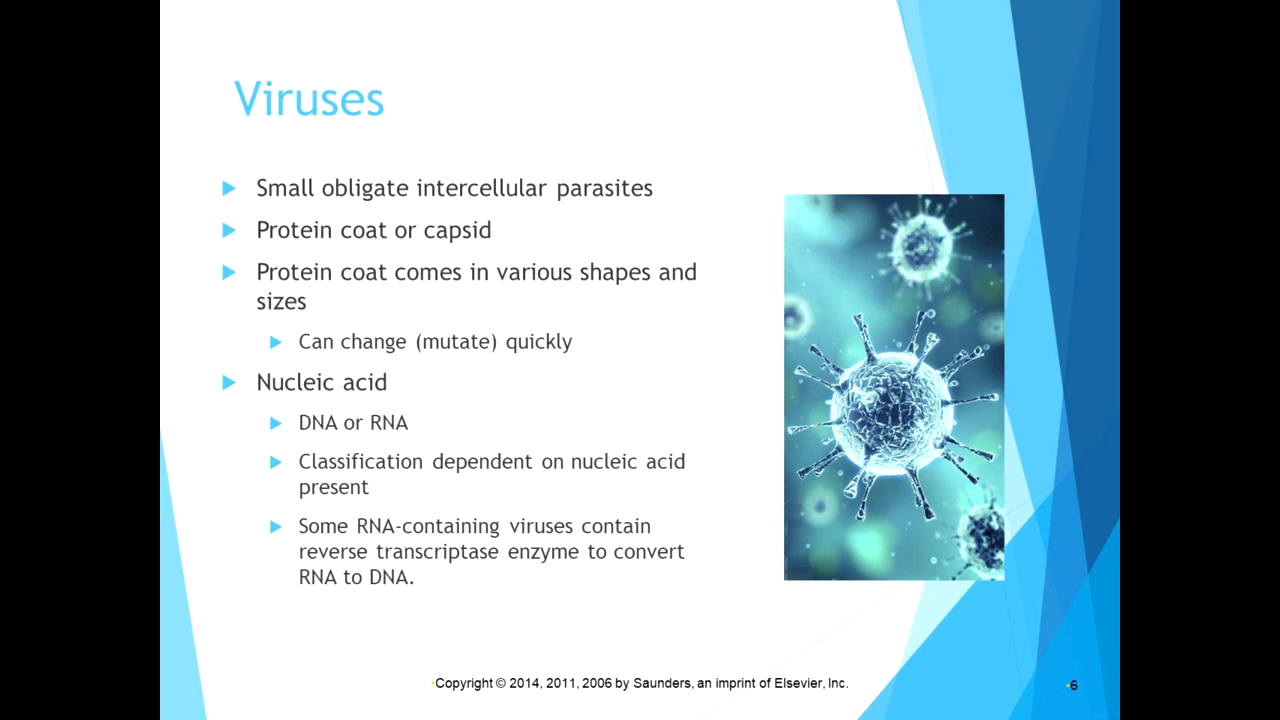 Viruses
Small obligate intercellular parasites
Protein coat or capsid
Protein coat comes in various shapes and
sizes
Can change (mutate) quickly
Nucleic acid
DNA or RNA
Classification dependent on nucleic acid
present
Some RNA-containing viruses contain
reverse transcriptase enzyme to convert
RNA to DNA.
•Copyright © 2014, 2011, 2006 by Saunders, an imprint of Elsevier, Inc.
•6